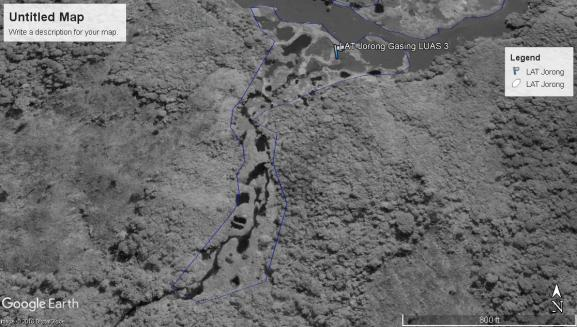 Untitled Map
Write a description for your map.
LAT Jorong Gasing LUAS 3
Legend
LAT Jorong
LAT Jorong
Google Earth
N
800 ft